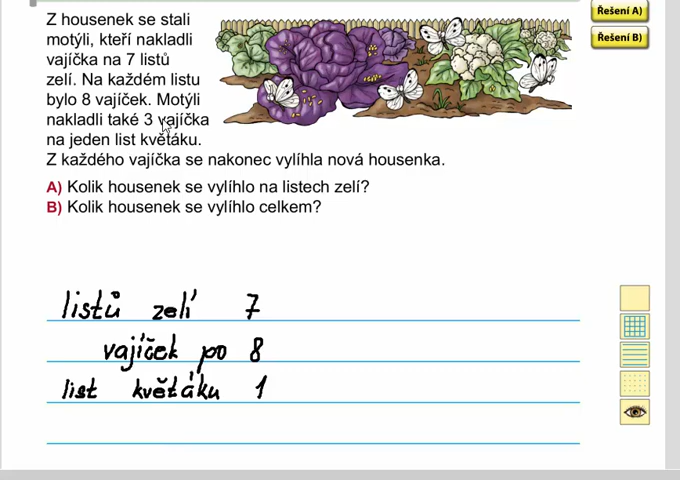 Z housenek se stali
motýli, kteří nakladli
vajíčka na 7 listů
zelí. Na každém listu
bylo 8 vajíček. Motýli
nakladli také 3 vajíčka
na jeden list květáku.
Z každého vajíčka se nakonec vylíhla nová housenka.
A) Kolik housenek se vylíhlo na listech zelí?
B) Kolik housenek se vylíhlo celkem?
Řešení A)
Řešení B)
listů zelí 7
vajíček po 8
list květáku 1